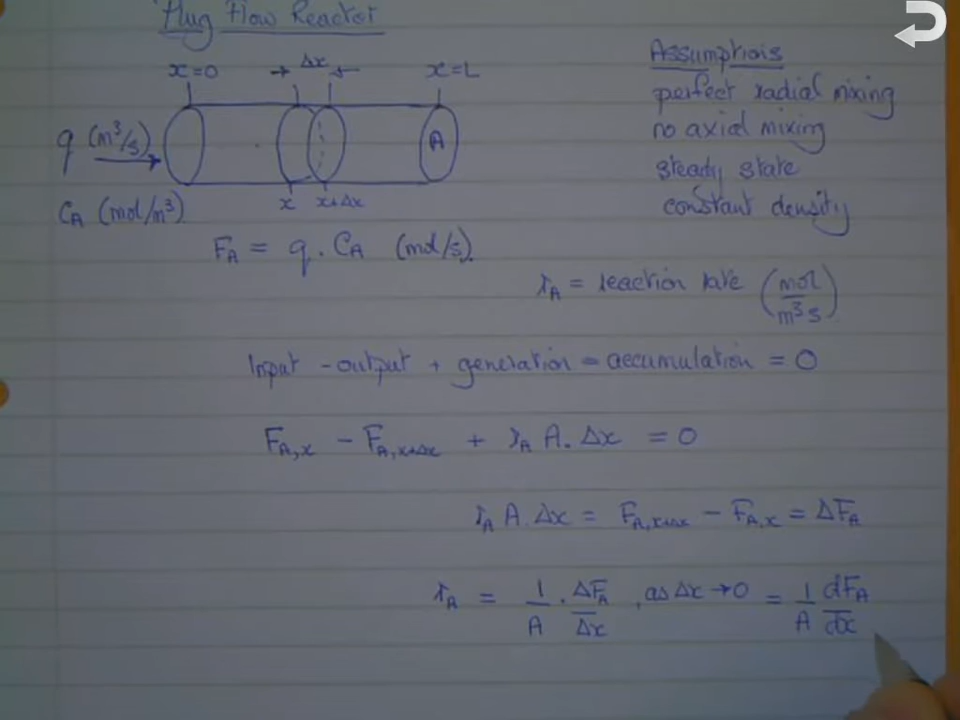 Plug Flow Reactor
x=0 Δx x=L
q (m³/s) A
x x+Δx
CA (mol/m³)
FA = q . CA (mol/s).
Assumptions
perfect radial mixing
no axial mixing
steady state
constant density
rA = reaction rate (mol/m³s)
Input - output + generation = accumulation = 0
FA,x - FA,x+Δx + rA A. Δx = 0
rA A. Δx = FA,x+Δx - FA,x = ΔFA
rA = 1/A . ΔFA/Δx , as Δx → 0 = 1/A dFA/dx